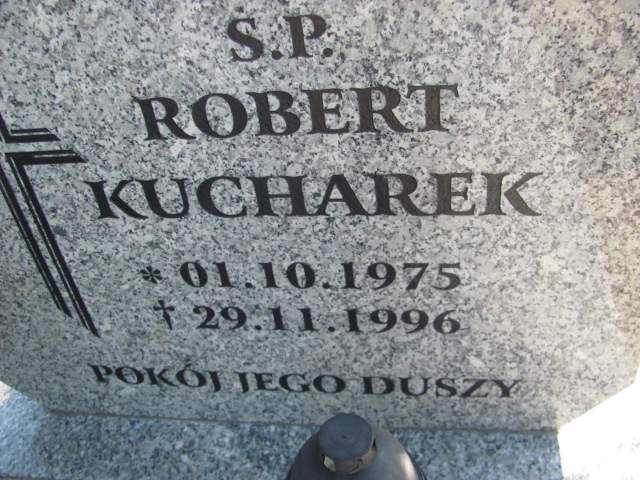 S.P.
ROBERT
KUCHAREK
* 01.10.1975
† 29.11.1996
POKÓJ JEGO DUSZY